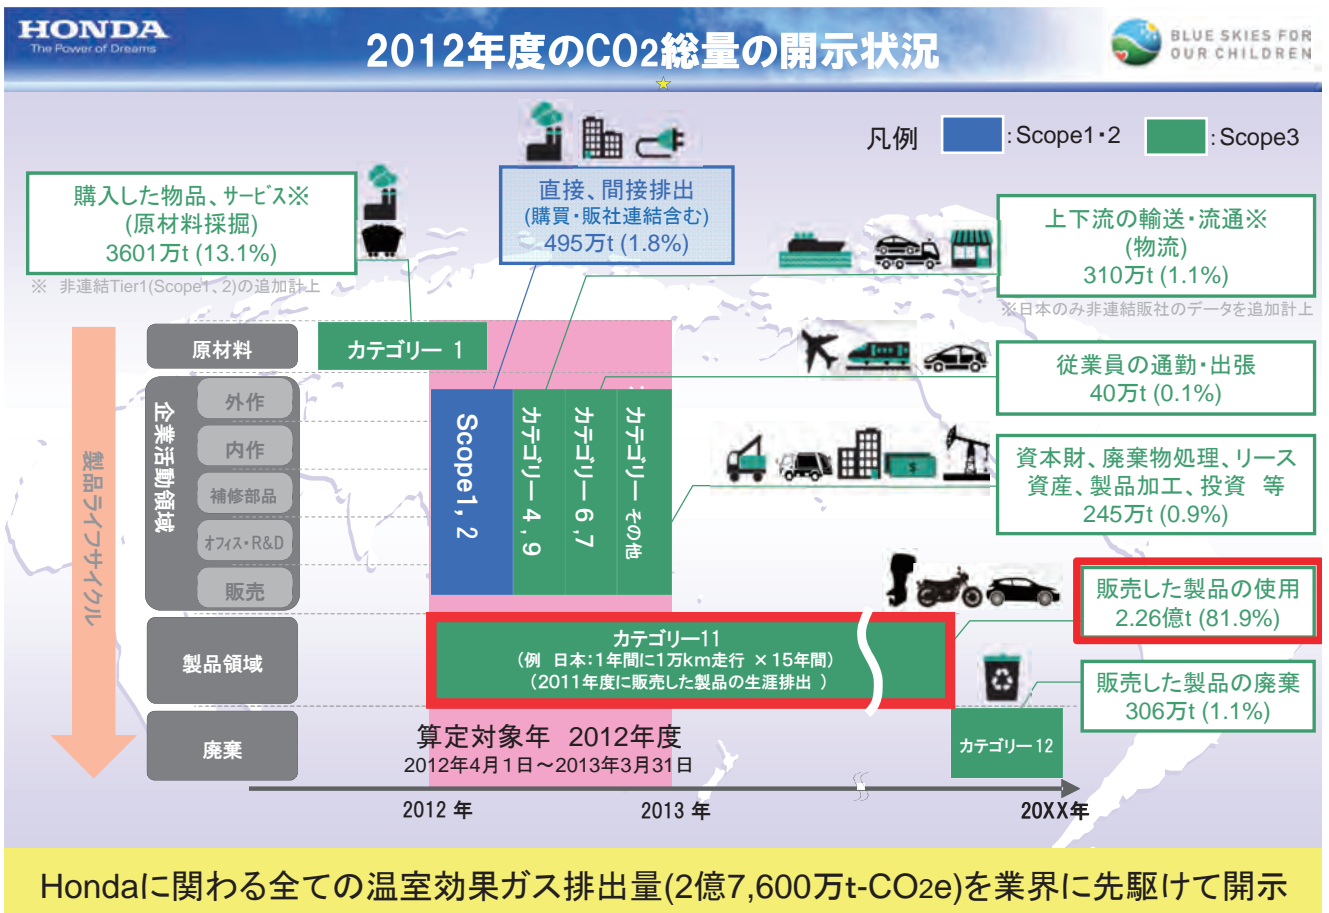 HONDA
The Power of Dreams
2012年度のCO2総量の開示状況
BLUE SKIES FOR
OUR CHILDREN
凡例
:Scope1・2
:Scope3
購入した物品、サービス※
(原材料採掘)
3601万t (13.1%)
※ 非連結Tier1(Scope1、2)の追加計上
直接、間接排出
(購買・販社連結含む)
495万t (1.8%)
上下流の輸送・流通※
(物流)
310万t (1.1%)
※日本のみ非連結販社のデータを追加計上
従業員の通勤・出張
40万t (0.1%)
資本財、廃棄物処理、リース
資産、製品加工、投資 等
245万t (0.9%)
販売した製品の使用
2.26億t (81.9%)
販売した製品の廃棄
306万t (1.1%)
製品ライフサイクル
原材料
企業活動領域
外作
内作
補修部品
オフィス・R&D
販売
製品領域
廃棄
カテゴリー 1
Scope1, 2
カテゴリー 4 , 9
カテゴリー 6 ,7
カテゴリー その他
カテゴリー11
(例 日本:1年間に1万km走行 ×15年間)
(2011年度に販売した製品の生涯排出 )
カテゴリー 12
算定対象年 2012年度
2012年4月1日～2013年3月31日
2012 年
2013 年
20XX年
Hondaに関わる全ての温室効果ガス排出量(2億7,600万t-CO2e)を業界に先駆けて開示